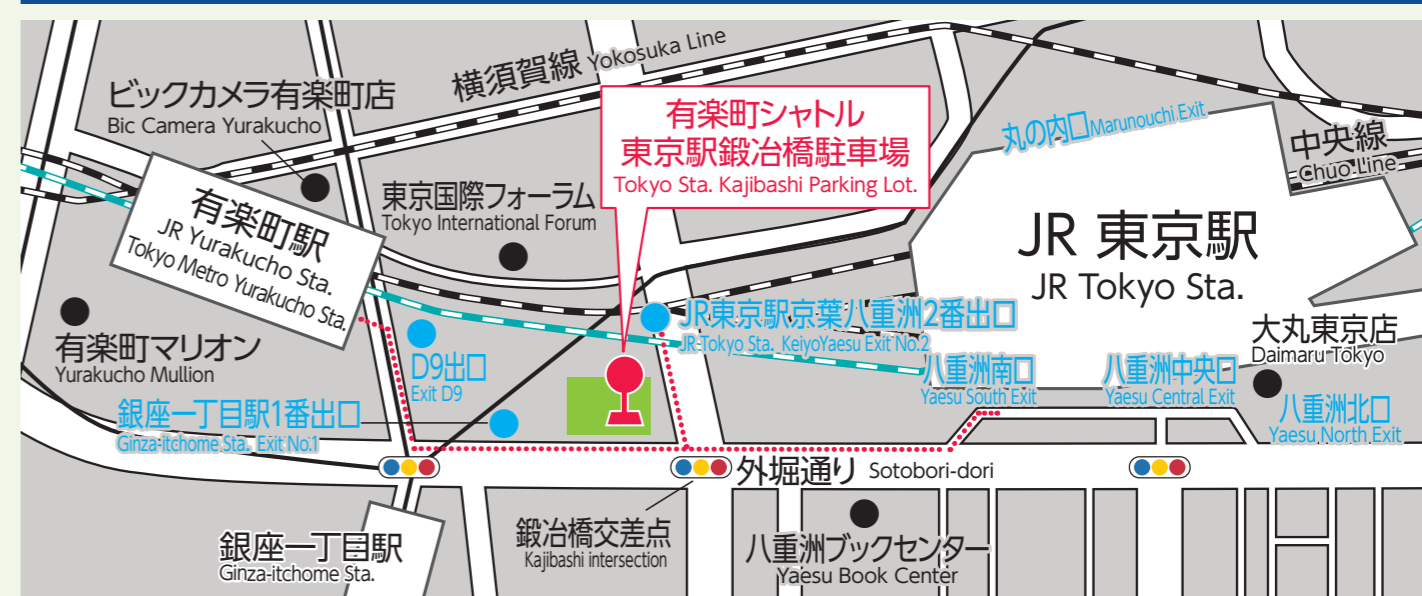 横須賀線 Yokosuka Line
ビックカメラ有楽町店
Bic Camera Yurakucho
有楽町シャトル
東京駅鍛冶橋駐車場
Tokyo Sta. Kajibashi Parking Lot.
丸の内口 Marunouchi Exit
中央線
Chuo Line
有楽町駅
JR Yurakucho Sta.
Tokyo Metro Yurakucho Sta.
東京国際フォーラム
Tokyo International Forum
JR 東京駅
JR Tokyo Sta.
JR東京駅京葉八重洲2番出口
JR Tokyo Sta. KeiyoYaesu Exit No.2
大丸東京店
Daimaru Tokyo
有楽町マリオン
Yurakucho Mullion
D9出口
Exit D9
八重洲南口
Yaesu South Exit
八重洲中央口
Yaesu Central Exit
八重洲北口
Yaesu North Exit
銀座一丁目駅1番出口
Ginza-itchome Sta. Exit No.1
外堀通り Sotobori-dori
銀座一丁目駅
Ginza-itchome Sta.
鍛冶橋交差点
Kajibashi intersection
八重洲ブックセンター
Yaesu Book Center